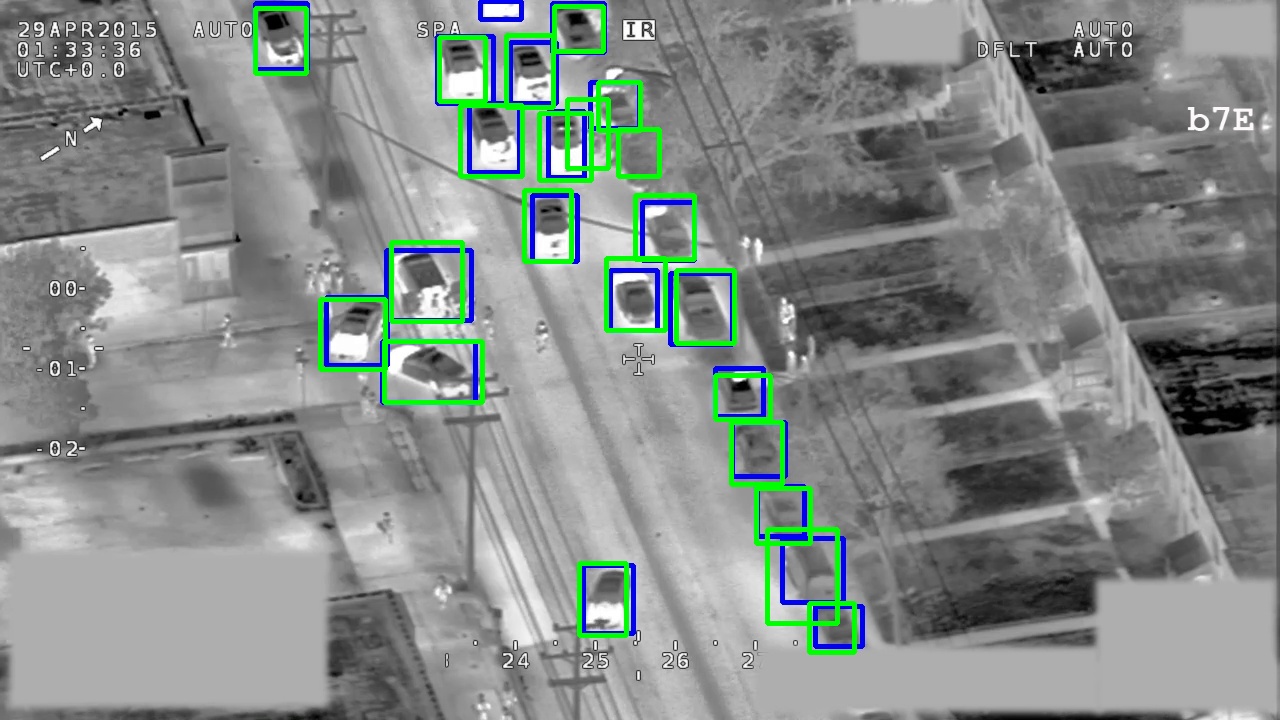 29APR2015 AUTO SPA IR AUTO
01:33:36 DFLT AUTO
UTC+0.0
b7E
N
00-
-01-
-02-
24 25 26